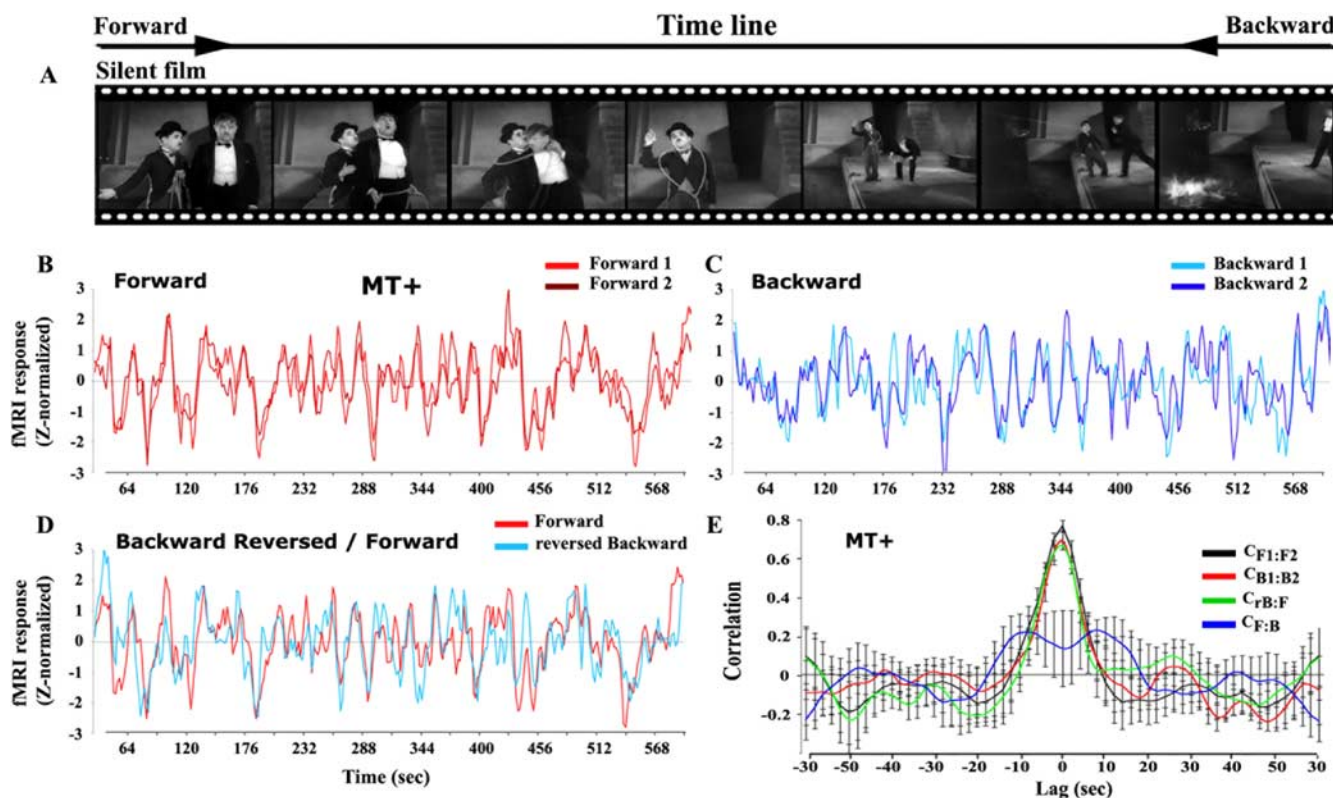 Forward Time line Backward
A Silent film
B Forward MT+ Forward 1
Forward 2
fMRI response
(Z-normalized)
3
2
1
0
-1
-2
-3
64 120 176 232 288 344 400 456 512 568
C Backward Backward 1
Backward 2
3
2
1
0
-1
-2
-3
64 120 176 232 288 344 400 456 512 568
D Backward Reversed / Forward Forward
reversed Backward
fMRI response
(Z-normalized)
3
2
1
0
-1
-2
-3
64 120 176 232 288 344 400 456 512 568
Time (sec)
E MT+
CF1:F2
CB1:B2
CrB:F
CF:B
Correlation
0.8
0.6
0.4
0.2
0
-0.2
-30 -50 -40 -30 -20 -10 0 10 20 30 40 50 30
Lag (sec)